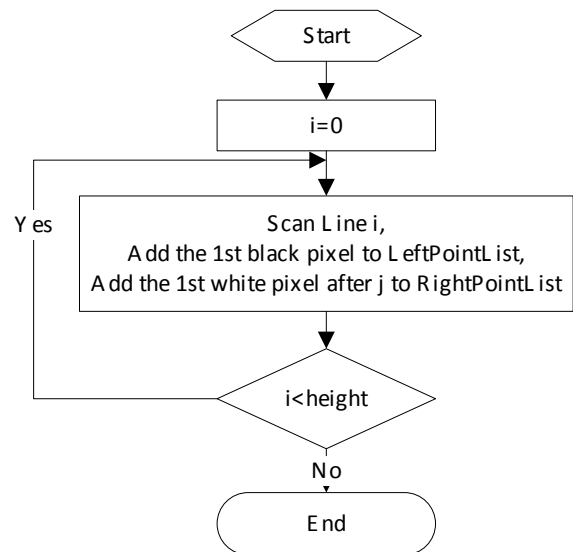 Start
i=0
Yes
Scan Line i,
Add the 1st black pixel to LeftPointList,
Add the 1st white pixel after j to RightPointList
i<height
No
End